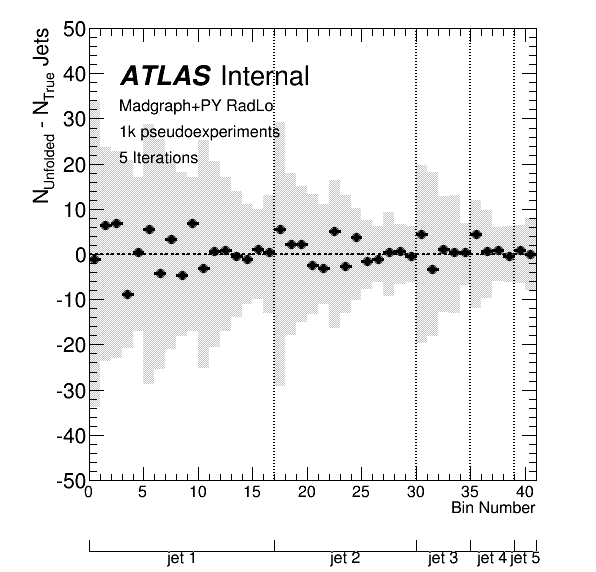 N_Unfolded - N_True Jets
50
40
30
20
10
0
-10
-20
-30
-40
-50
ATLAS Internal
Madgraph+PY RadLo
1k pseudoexperiments
5 Iterations
0 5 10 15 20 25 30 35 40
Bin Number
jet 1 jet 2 jet 3 jet 4 jet 5